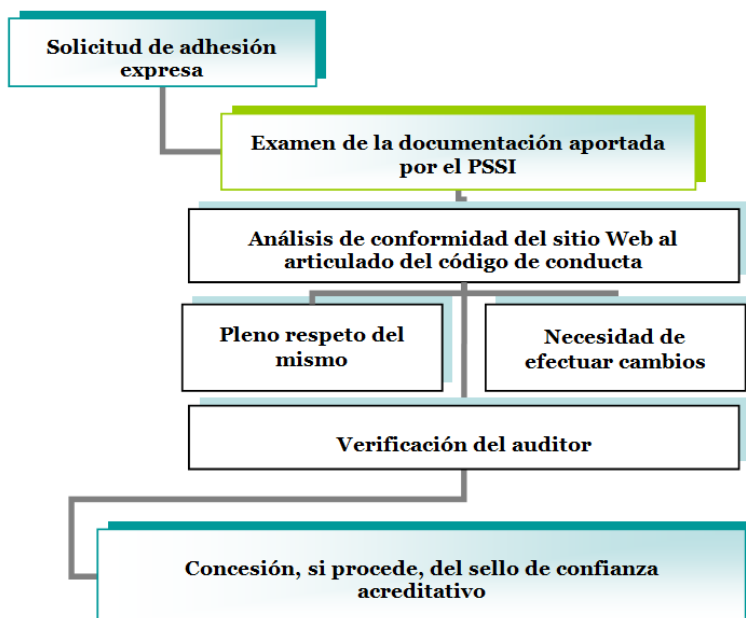 Solicitud de adhesión
expresa
Examen de la documentación aportada
por el PSSI
Análisis de conformidad del sitio Web al
articulado del código de conducta
Pleno respeto del
mismo
Necesidad de
efectuar cambios
Verificación del auditor
Concesión, si procede, del sello de confianza
acreditativo